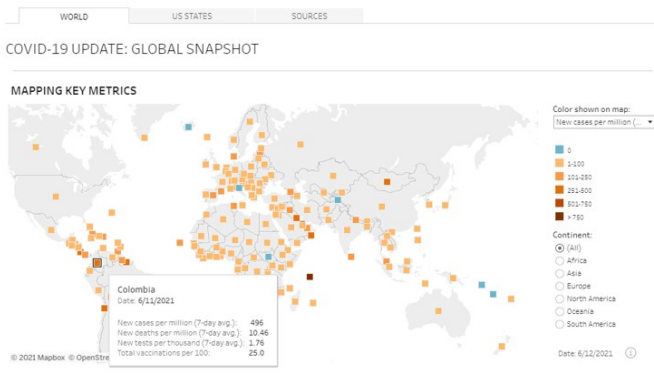 WORLD
US STATES
SOURCES
COVID-19 UPDATE: GLOBAL SNAPSHOT
MAPPING KEY METRICS
Color shown on map:
New cases per million (...
0
1-100
101-250
251-500
501-750
>750
Continent:
(All)
Africa
Asia
Europe
North America
Oceania
South America
Colombia
Date: 6/11/2021
New cases per million (7-day avg.): 496
New deaths per million (7-day avg.): 10.46
New tests per thousand (7-day avg.): 1.76
Total vaccinations per 100: 25.0
© 2021 Mapbox © OpenStre
Date: 6/12/2021